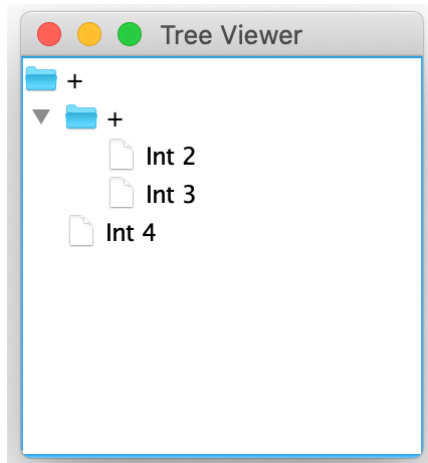 Tree Viewer
+
+
Int 2
Int 3
Int 4